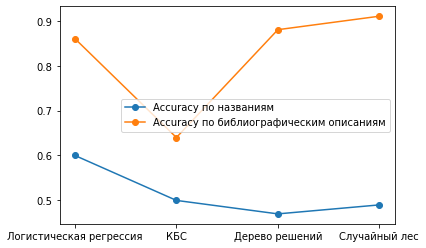 0.9
0.8
0.7
0.6
0.5
Accuracy по названиям
Accuracy по библиографическим описаниям
Логистическая регрессия КБС Дерево решений Случайный лес